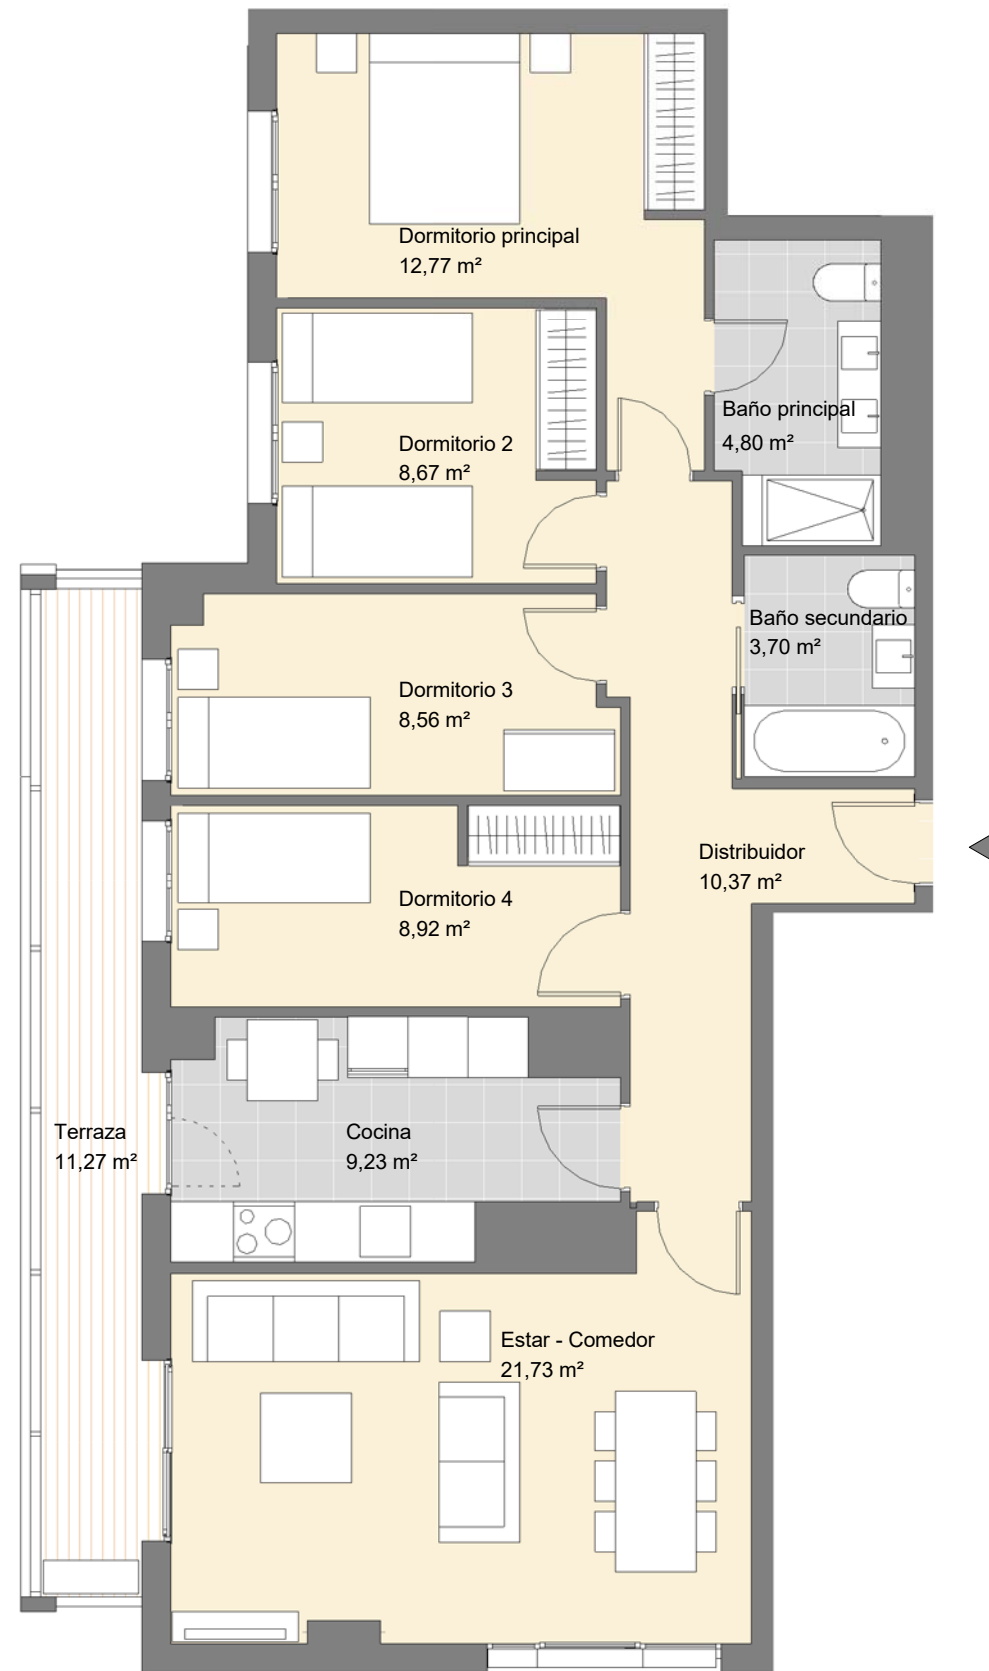 Dormitorio principal
12,77 m²
Baño principal
4,80 m²
Dormitorio 2
8,67 m²
Baño secundario
3,70 m²
Dormitorio 3
8,56 m²
Distribuidor
10,37 m²
Dormitorio 4
8,92 m²
Terraza
11,27 m²
Cocina
9,23 m²
Estar - Comedor
21,73 m²